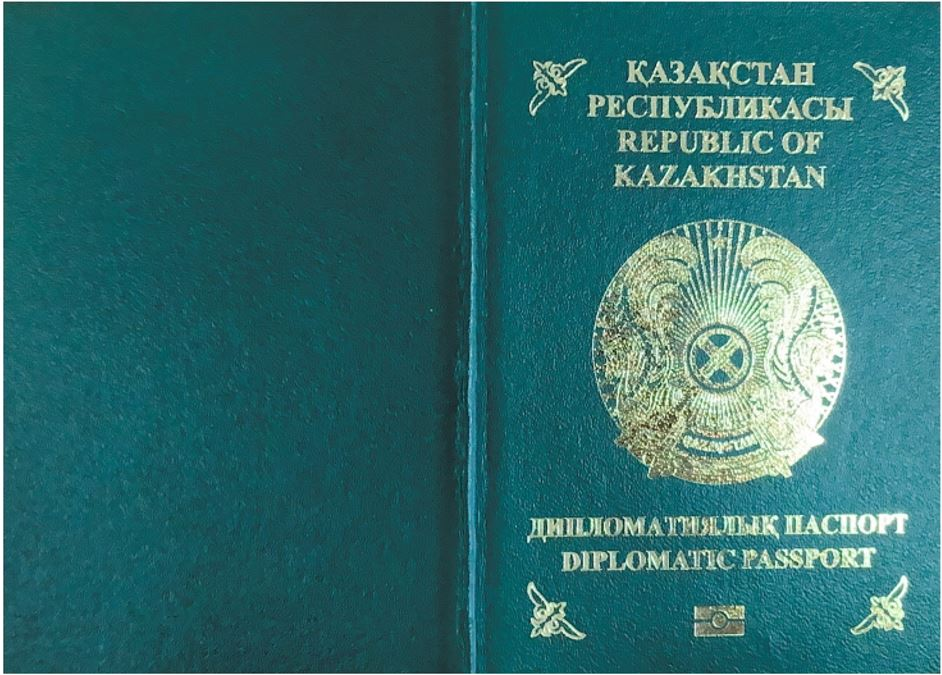 ҚАЗАҚСТАН
РЕСПУБЛИКАСЫ
REPUBLIC OF
KAZAKHSTAN
ДИПЛОМАТИЯЛЫҚ ПАСПОРТ
DIPLOMATIC PASSPORT